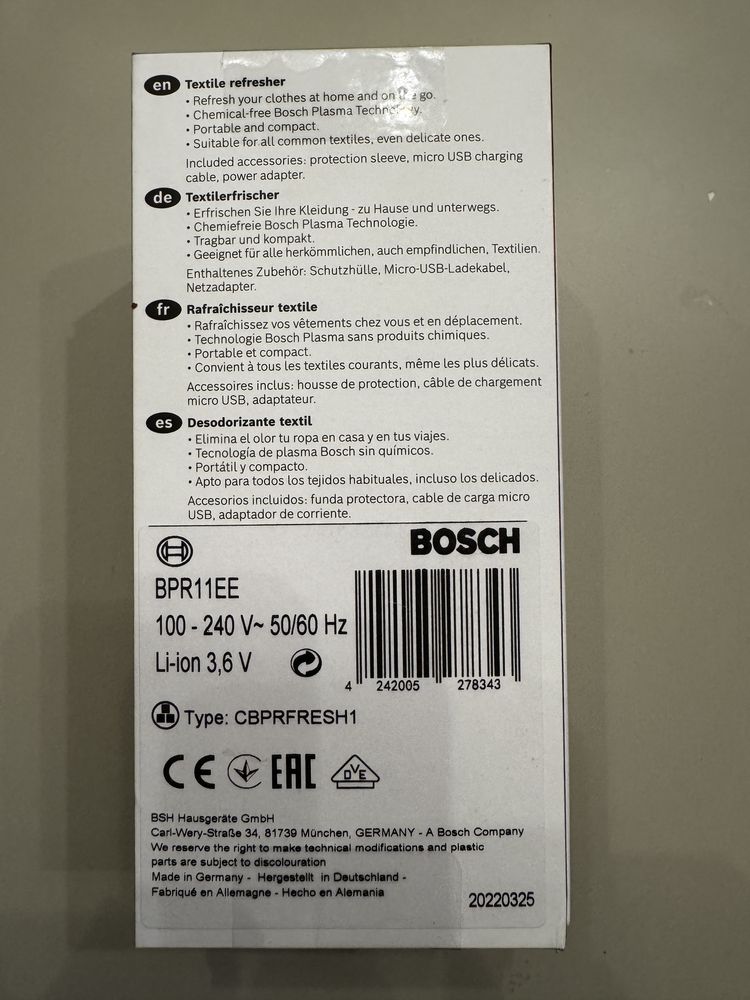 en Textile refresher
• Refresh your clothes at home and on the go.
• Chemical-free Bosch Plasma Technology.
• Portable and compact.
• Suitable for all common textiles, even delicate ones.
Included accessories: protection sleeve, micro USB charging
cable, power adapter.
de Textilerfrischer
• Erfrischen Sie Ihre Kleidung - zu Hause und unterwegs.
• Chemiefreie Bosch Plasma Technologie.
• Tragbar und kompakt.
• Geeignet für alle herkömmlichen, auch empfindlichen, Textilien.
Enthaltenes Zubehör: Schutzhülle, Micro-USB-Ladekabel,
Netzadapter.
fr Rafraîchisseur textile
• Rafraîchissez vos vêtements chez vous et en déplacement.
• Technologie Bosch Plasma sans produits chimiques.
• Portable et compact.
• Convient à tous les textiles courants, même les plus délicats.
Accessoires inclus: housse de protection, câble de chargement
micro USB, adaptateur.
es Desodorizante textil
• Elimina el olor tu ropa en casa y en tus viajes.
• Tecnología de plasma Bosch sin químicos.
• Portátil y compacto.
• Apto para todos los tejidos habituales, incluso los delicados.
Accesorios incluidos: funda protectora, cable de carga micro
USB, adaptador de corriente.
BOSCH
BPR11EE
100 - 240 V~ 50/60 Hz
Li-ion 3,6 V
4 242005 278343
Type: CBPRFRESH1
CE EAC OVE
BSH Hausgeräte GmbH
Carl-Wery-Straße 34, 81739 München, GERMANY - A Bosch Company
We reserve the right to make technical modifications and plastic
parts are subject to discolouration
Made in Germany - Hergestellt in Deutschland -
Fabriqué en Allemagne - Hecho en Alemania
20220325